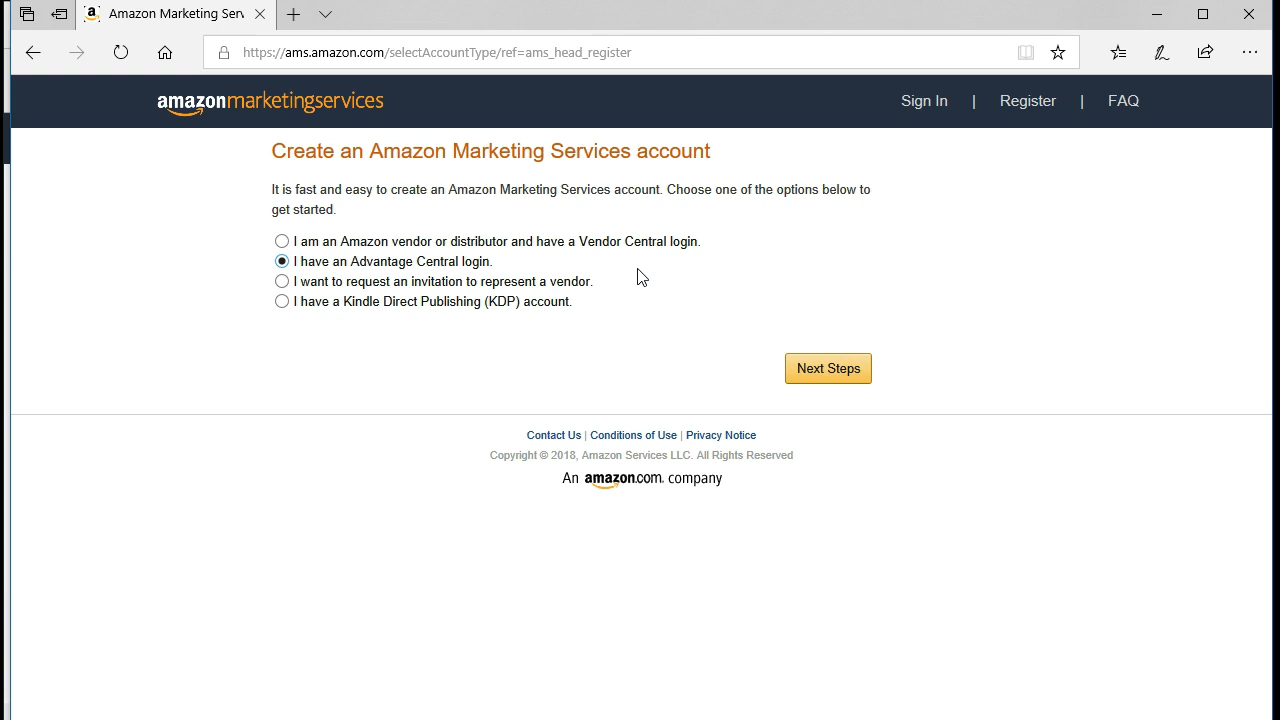 Amazon Marketing Serv
https://ams.amazon.com/selectAccountType/ref=ams_head_register
amazonmarketingservices
Sign In | Register | FAQ
Create an Amazon Marketing Services account
It is fast and easy to create an Amazon Marketing Services account. Choose one of the options below to
get started.
I am an Amazon vendor or distributor and have a Vendor Central login.
I have an Advantage Central login.
I want to request an invitation to represent a vendor.
I have a Kindle Direct Publishing (KDP) account.
Next Steps
Contact Us | Conditions of Use | Privacy Notice
Copyright © 2018, Amazon Services LLC. All Rights Reserved
An amazon.com. company